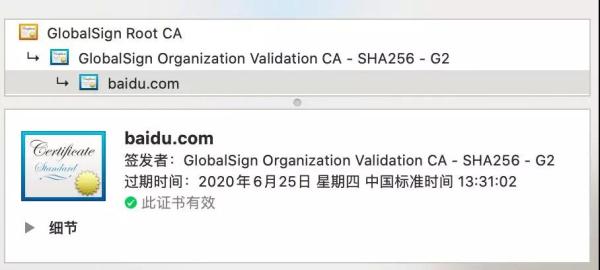 GlobalSign Root CA
GlobalSign Organization Validation CA - SHA256 - G2
baidu.com
Certificate
Standard
baidu.com
签发者：GlobalSign Organization Validation CA - SHA256 - G2
过期时间：2020年6月25日 星期四 中国标准时间 13:31:02
此证书有效
细节